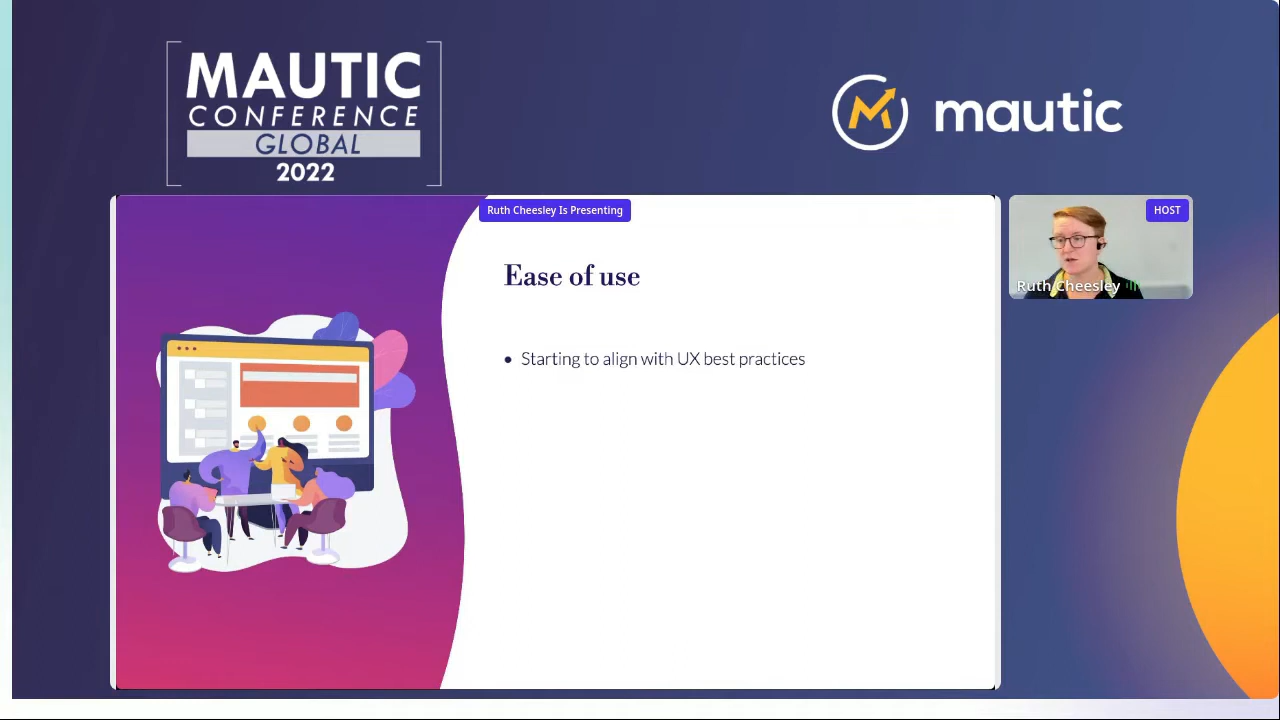 MAUTIC
CONFERENCE
GLOBAL
2022
mautic
Ruth Cheesley Is Presenting
HOST
Ruth Cheesley
Ease of use
• Starting to align with UX best practices